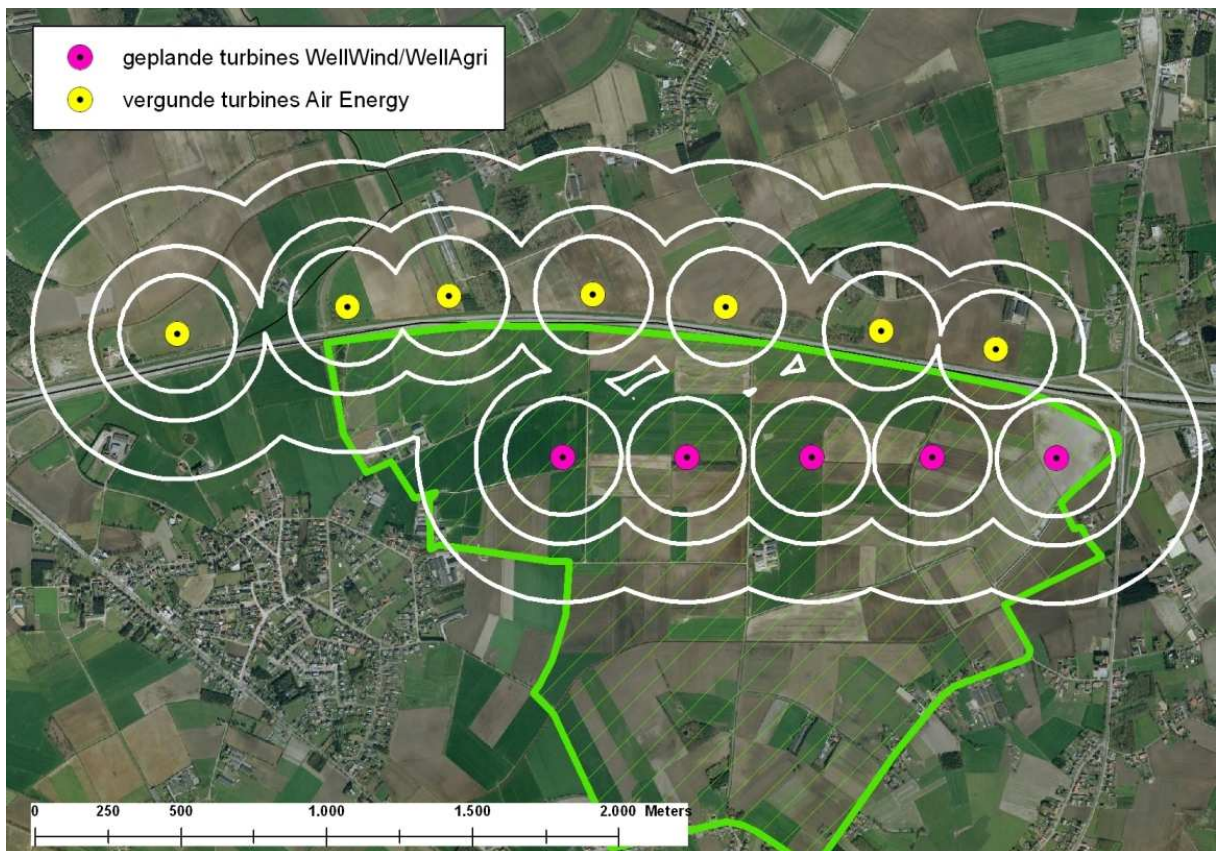 geplande turbines WellWind/WellAgri
vergunde turbines Air Energy
0 250 500 1.000 1.500 2.000 Meters